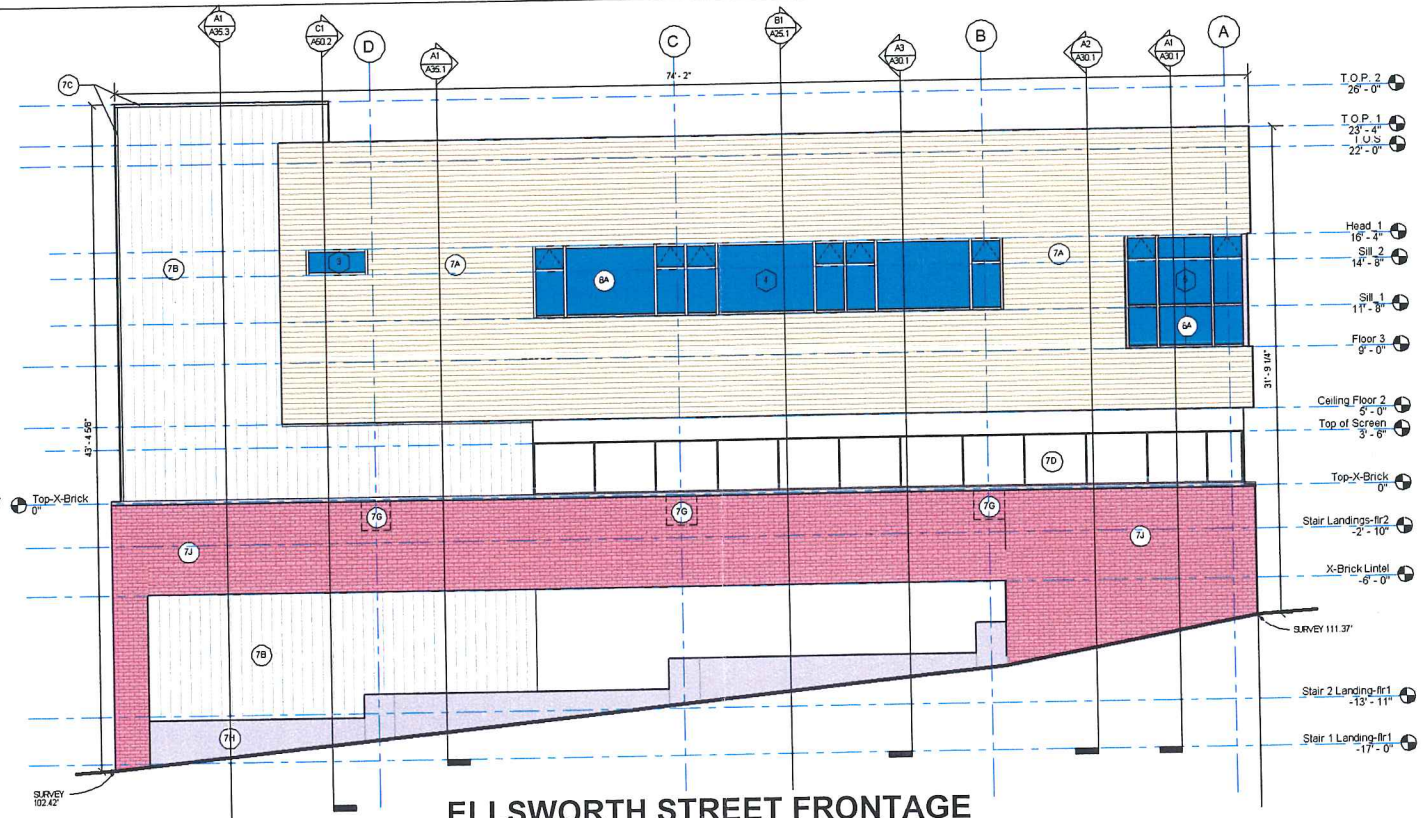 A1
A35.3
C1
A60.2
D
A1
A35.1
C
B1
A25.1
A3
A30.1
B
A2
A30.1
A1
A30.1
A
7C
74' - 2"
T.O.P. 2
26' - 0"
T.O.P. 1
23' - 4"
T.O.S
22' - 0"
Head_1
16' - 4"
Sill_2
14' - 8"
Sill_1
11' - 8"
Floor 3
9' - 0"
Ceiling Floor 2
5' - 0"
Top of Screen
3' - 6"
Top-X-Brick
0"
Stair Landings-flr2
-2' - 10"
X-Brick Lintel
-6' - 0"
Stair 2 Landing-flr1
-13' - 11"
Stair 1 Landing-flr1
-17' - 0"
7B
3
7A
8A
4
7A
8A
43' - 4 5/8"
31' - 9 1/4"
7D
Top-X-Brick
0"
7G
7G
7G
7J
7J
7B
7H
SURVEY 111.37'
SURVEY
102.42'
ELLSWORTH STREET FRONTAGE